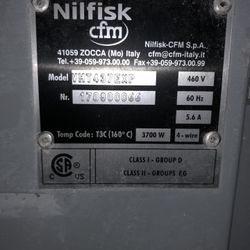 Nilfisk
cfm
Nilfisk-CFM S.p.A.
41059 ZOCCA (Mo) Italy
cfm@cfm-italy.it
Tel.+39-059-973.00.00
Fax+39-059-973.00.99
Model
460 V
Nr.
60 Hz
5.6 A
Temp Code: T3C (160°C)
3700 W
4-wire
C US
CLASS I - GROUP D
CLASS II - GROUPS F,G